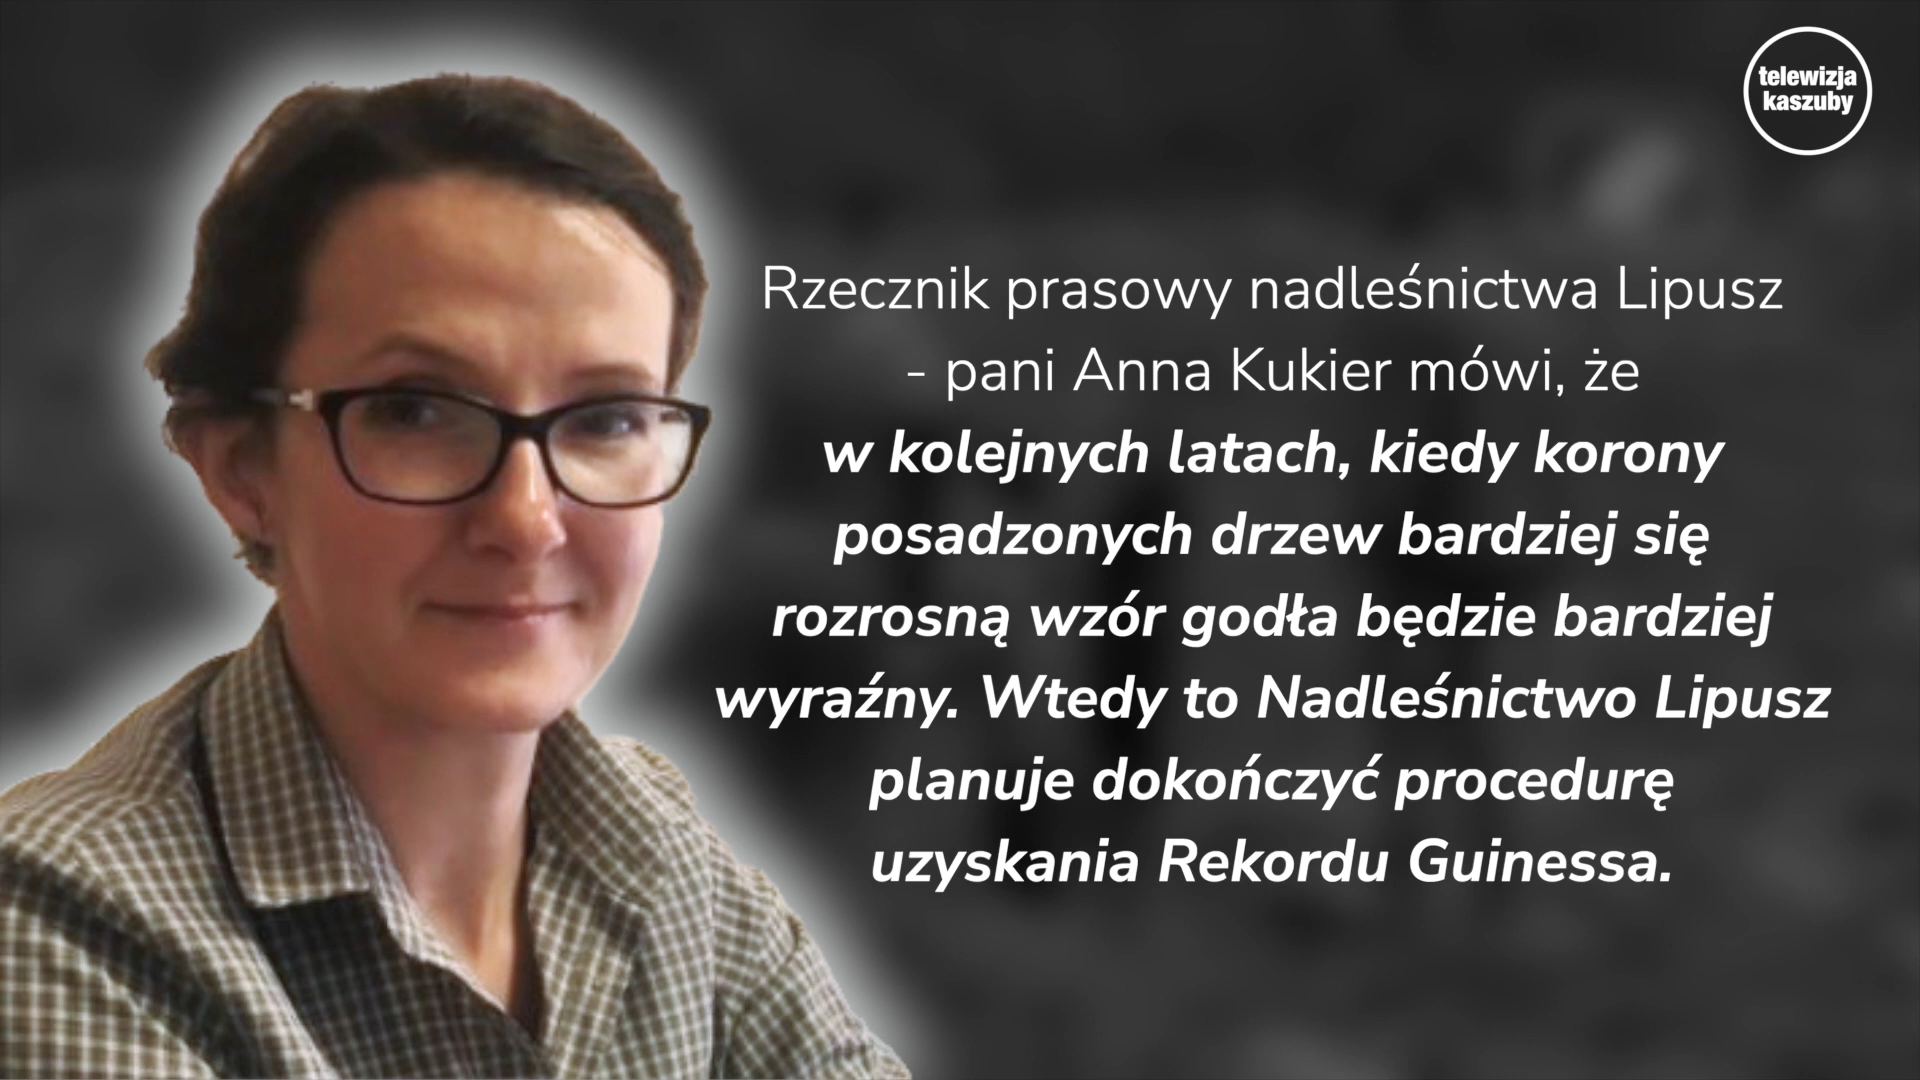 telewizja
kaszuby
Rzecznik prasowy nadleśnictwa Lipusz
- pani Anna Kukier mówi, że
w kolejnych latach, kiedy korony
posadzonych drzew bardziej się
rozrosną wzór godła będzie bardziej
wyraźny. Wtedy to Nadleśnictwo Lipusz
planuje dokończyć procedurę
uzyskania Rekordu Guinessa.